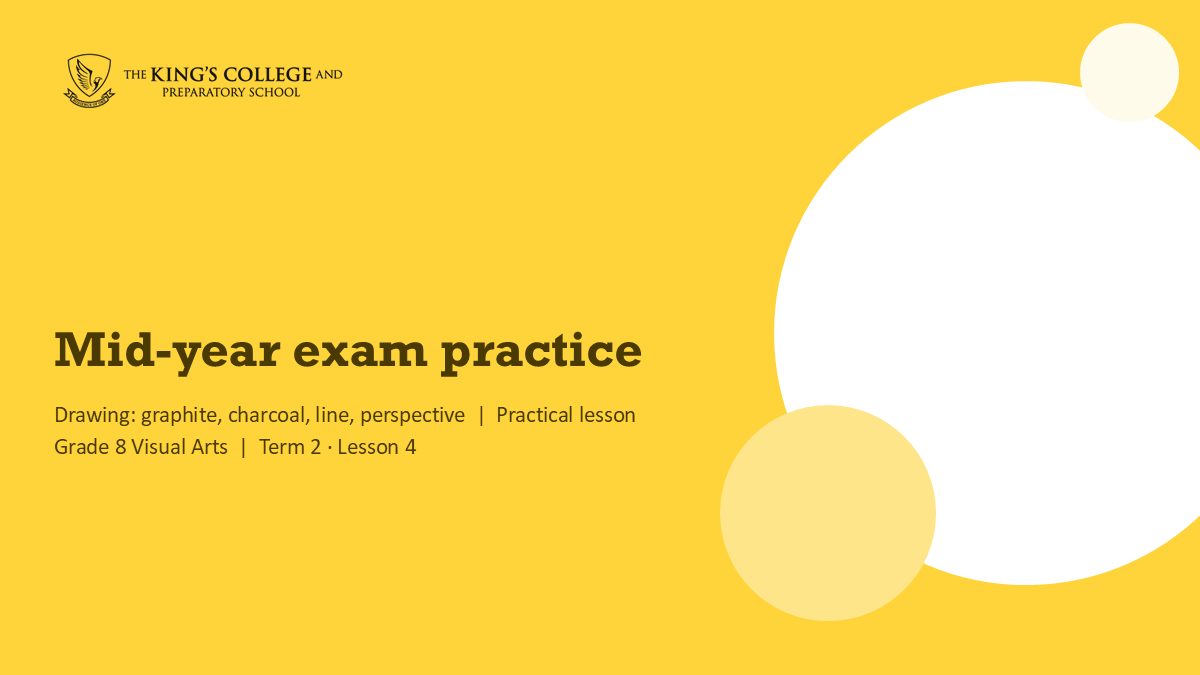 THE KING'S COLLEGE AND
PREPARATORY SCHOOL
Mid-year exam practice
Drawing: graphite, charcoal, line, perspective | Practical lesson
Grade 8 Visual Arts | Term 2 · Lesson 4